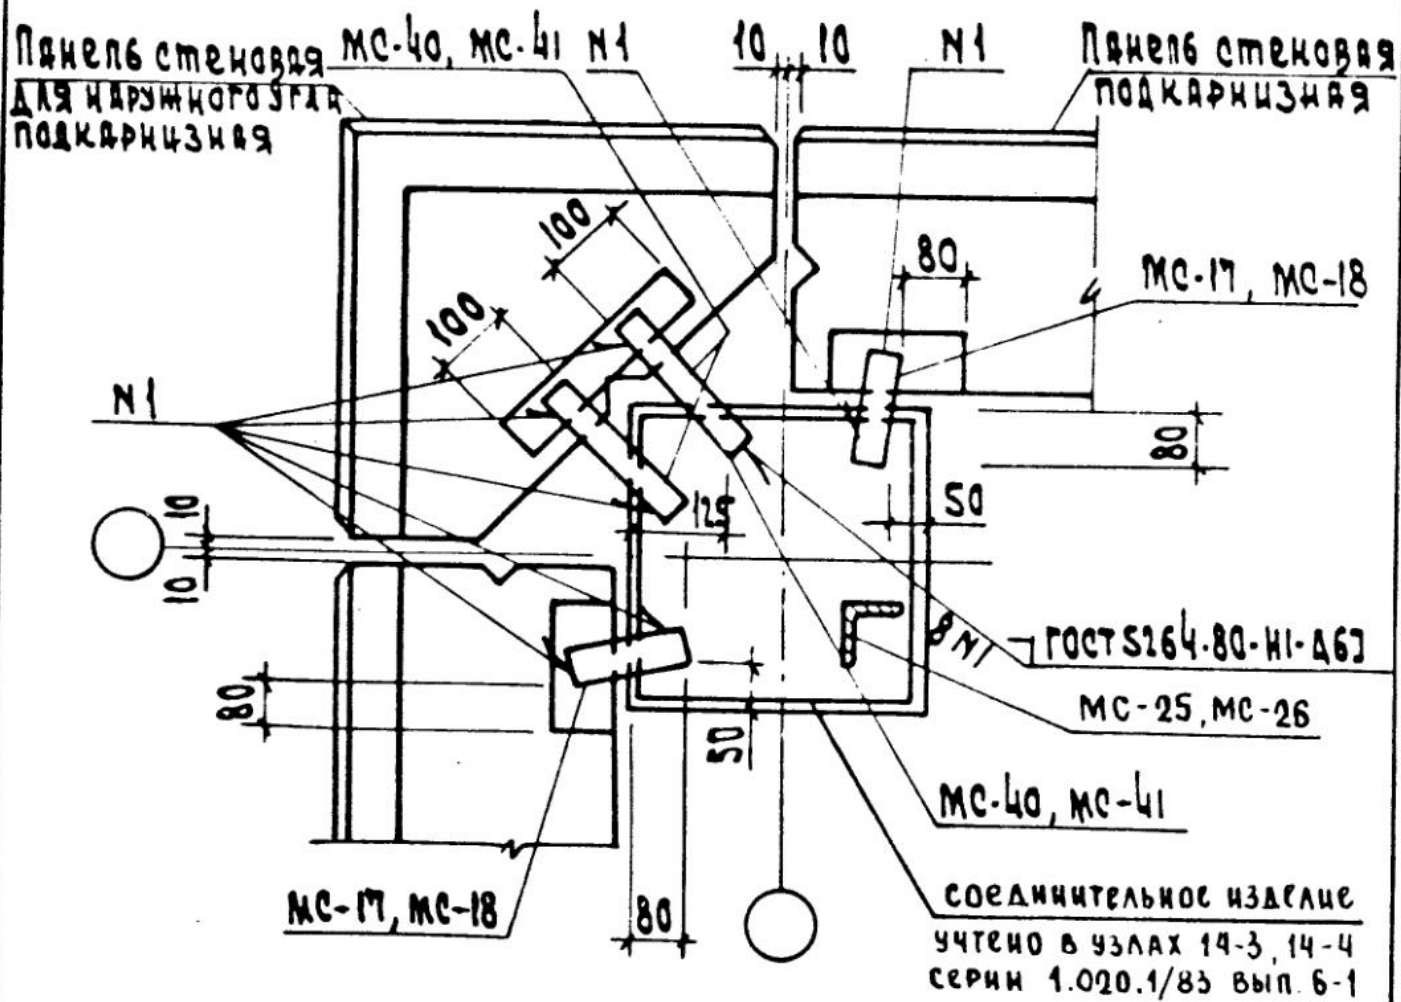 Панель стеновая
для наружного угла
подкарнизная
МС-40, МС-41
N1
10
10
N1
Панель стеновая
подкарнизная
100
80
МС-17, МС-18
100
N1
80
10
125
50
10
8 N1
ГОСТ 5264-80-Н1-Δ6]
80
50
МС-25, МС-26
МС-40, МС-41
МС-17, МС-18
80
соединительное изделие
учтено в узлах 14-3, 14-4
серии 1.020.1/83 вып. 6-1